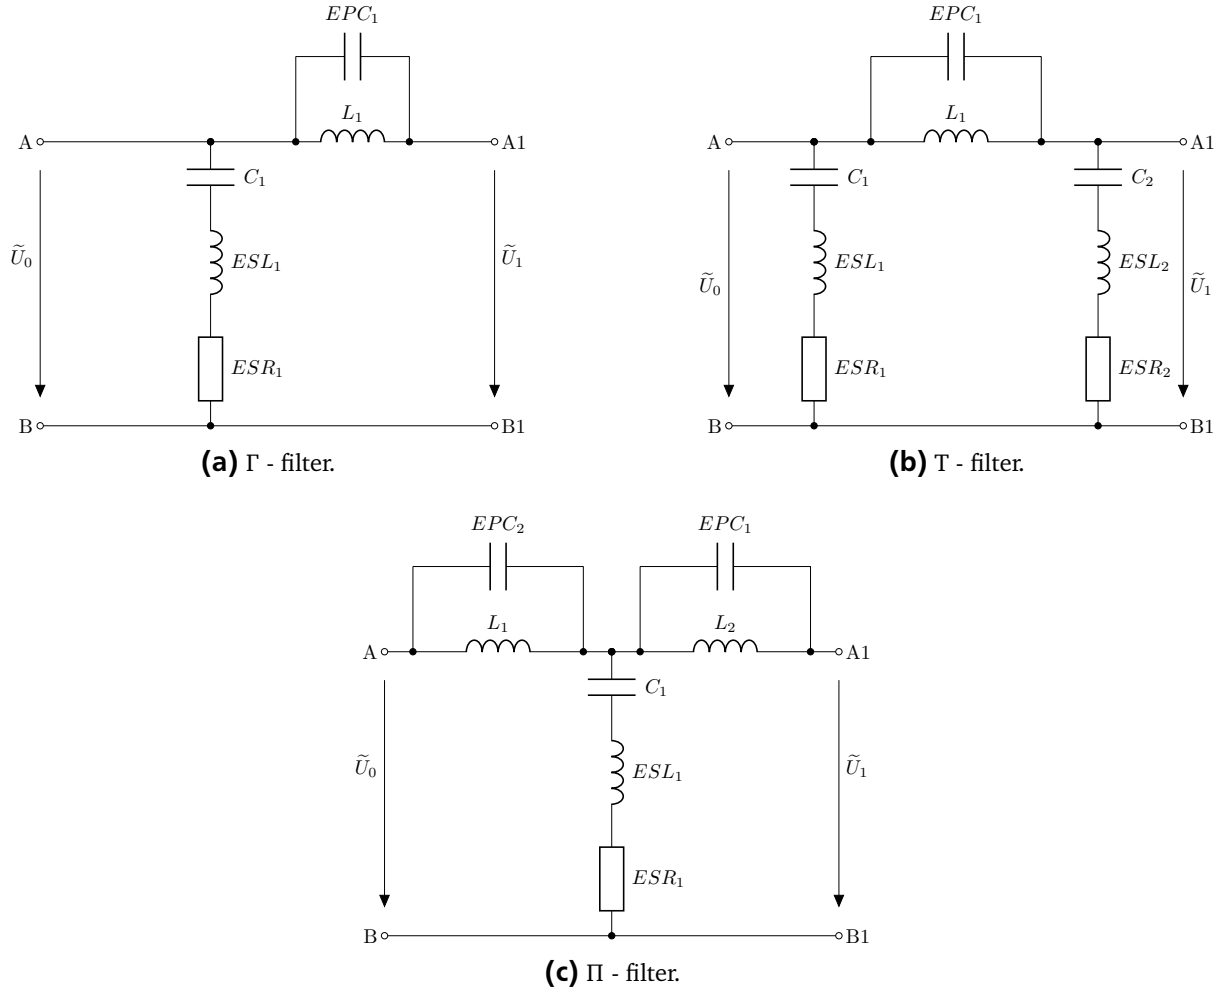 EPC₁
L₁
A A1
C₁
Ũ₀ ESL₁ Ũ₁
ESR₁
B B1
(a) Γ - filter.
EPC₁
L₁
A A1
C₁ C₂
Ũ₀ ESL₁ ESL₂ Ũ₁
ESR₁ ESR₂
B B1
(b) T - filter.
EPC₂ EPC₁
L₁ L₂
A A1
C₁
Ũ₀ ESL₁ Ũ₁
ESR₁
B B1
(c) Π - filter.